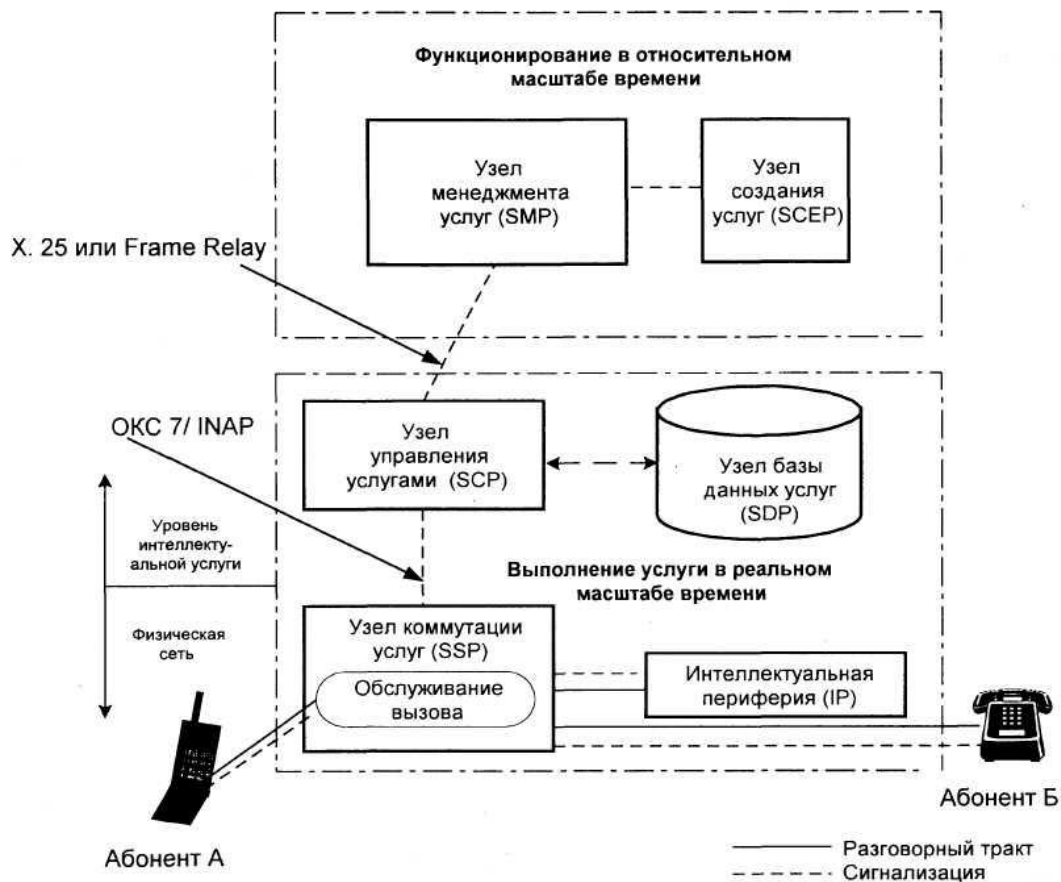 Функционирование в относительном
масштабе времени
Узел
менеджмента
услуг (SMP)
Узел
создания
услуг (SCEP)
X. 25 или Frame Relay
ОКС 7/ INAP
Узел
управления
услугами (SCP)
Узел базы
данных услуг
(SDP)
Уровень
интеллекту-
альной услуги
Выполнение услуги в реальном
масштабе времени
Физическая
сеть
Узел коммутации
услуг (SSP)
Обслуживание
вызова
Интеллектуальная
периферия (IP)
Абонент А
Абонент Б
Разговорный тракт
Сигнализация